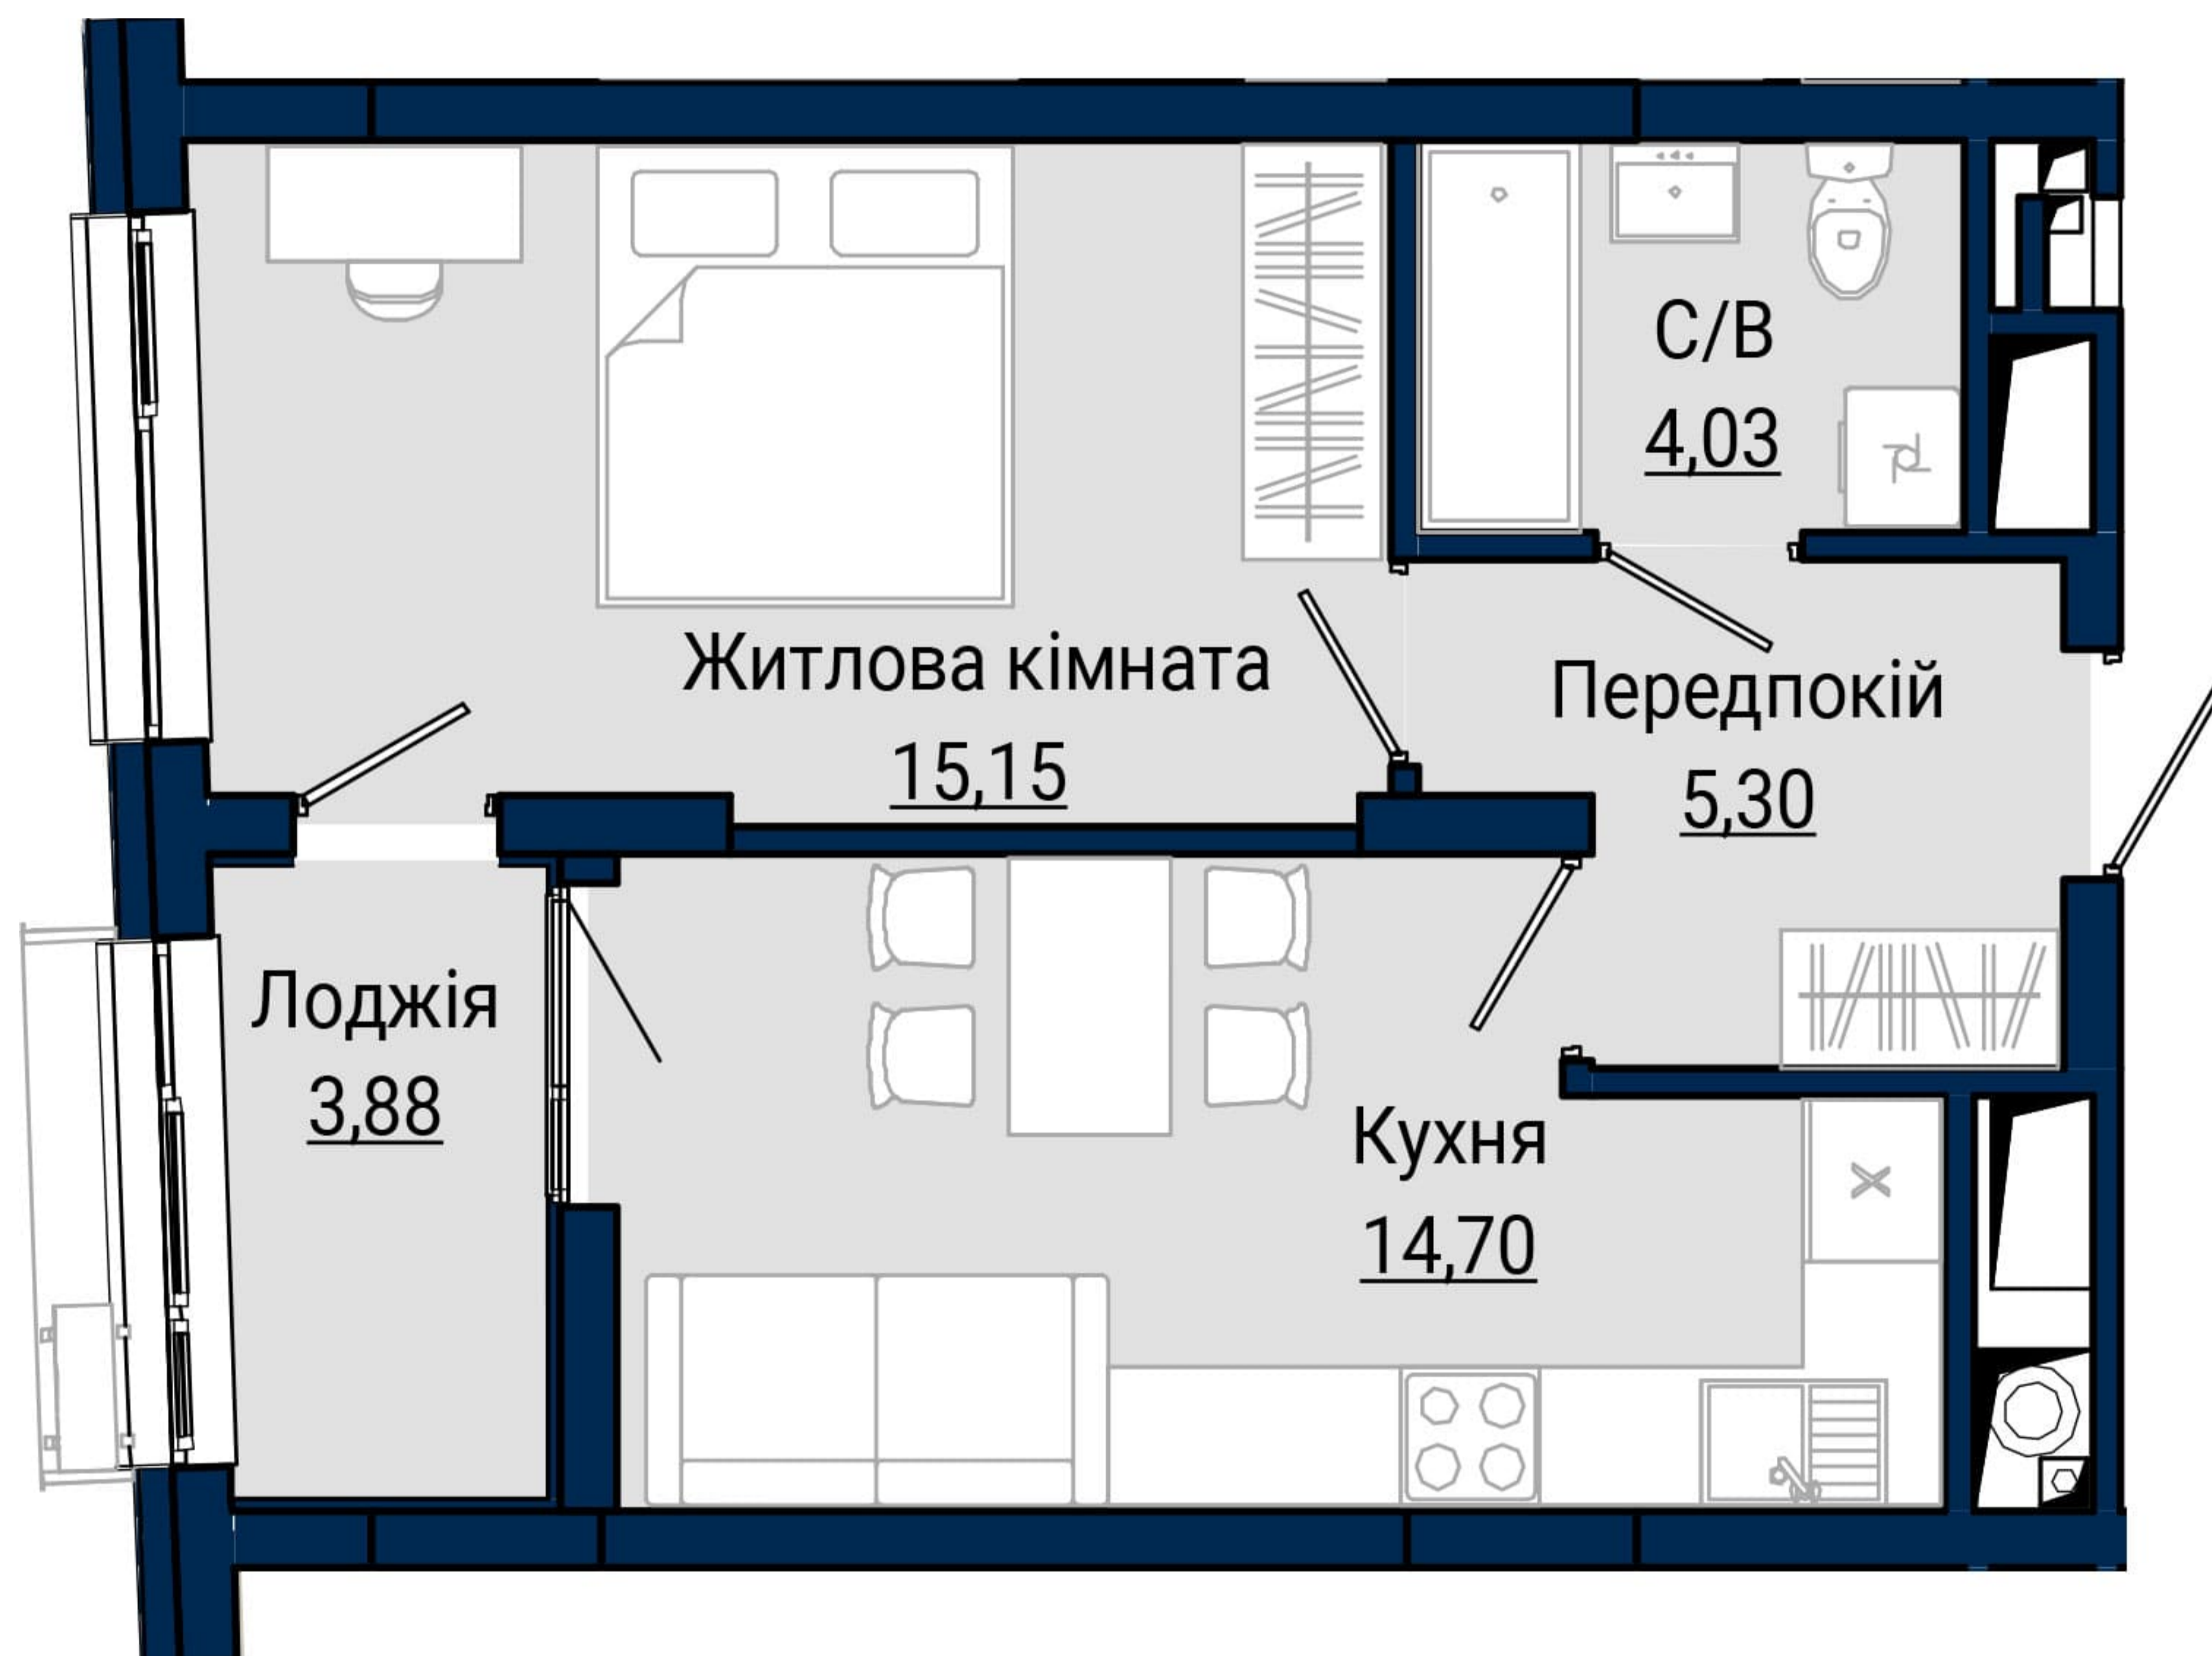 С/В
4,03
Житлова кімната
15,15
Передпокій
5,30
Лоджія
3,88
Кухня
14,70